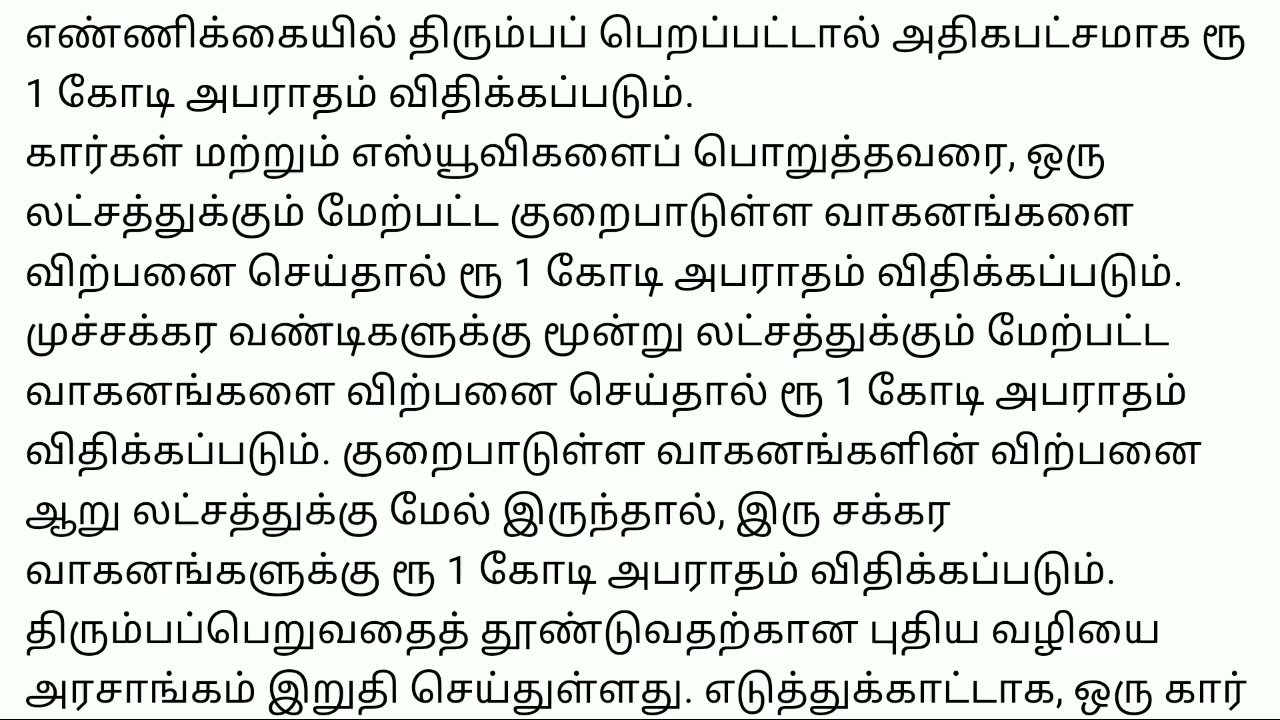 எண்ணிக்கையில் திரும்பப் பெறப்பட்டால் அதிகபட்சமாக ரூ
1 கோடி அபராதம் விதிக்கப்படும்.
கார்கள் மற்றும் எஸ்யூவிகளைப் பொறுத்தவரை, ஒரு
லட்சத்துக்கும் மேற்பட்ட குறைபாடுள்ள வாகனங்களை
விற்பனை செய்தால் ரூ 1 கோடி அபராதம் விதிக்கப்படும்.
முச்சக்கர வண்டிகளுக்கு மூன்று லட்சத்துக்கும் மேற்பட்ட
வாகனங்களை விற்பனை செய்தால் ரூ 1 கோடி அபராதம்
விதிக்கப்படும். குறைபாடுள்ள வாகனங்களின் விற்பனை
ஆறு லட்சத்துக்கு மேல் இருந்தால், இரு சக்கர
வாகனங்களுக்கு ரூ 1 கோடி அபராதம் விதிக்கப்படும்.
திரும்பப்பெறுவதைத் தூண்டுவதற்கான புதிய வழியை
அரசாங்கம் இறுதி செய்துள்ளது. எடுத்துக்காட்டாக, ஒரு கார்